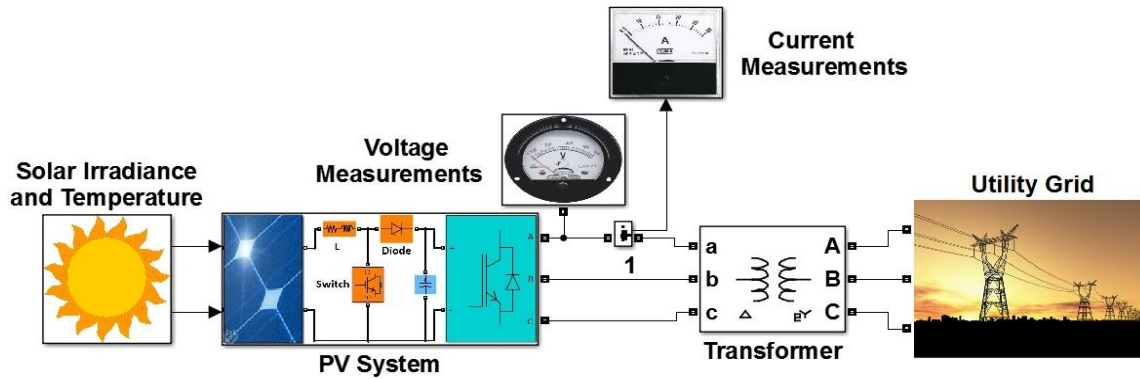 Current
Measurements
A
Voltage
Measurements
V
Solar Irradiance
and Temperature
Utility Grid
L
Diode
Switch
A
B
C
+
-
i
1
a
b
c
A
B
C
PV System
Transformer